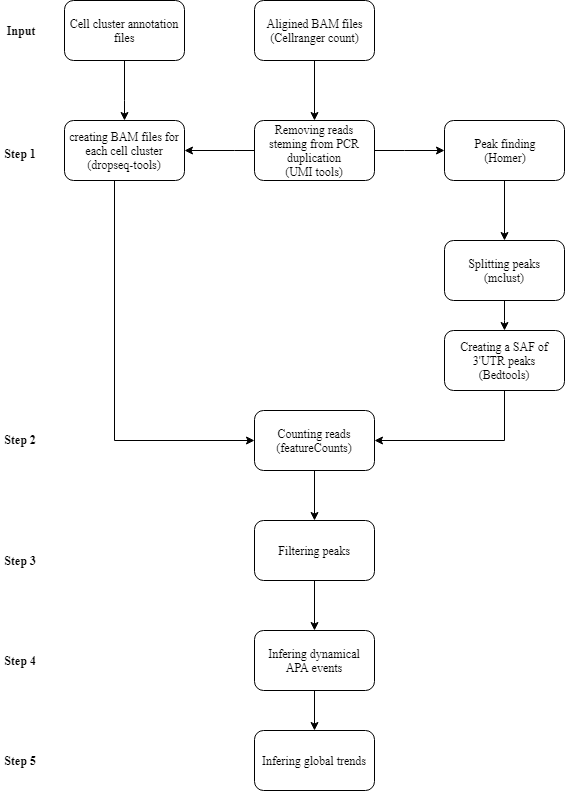 Input
Cell cluster annotation
files
Aligined BAM files
(Cellranger count)
Step 1
creating BAM files for
each cell cluster
(dropseq-tools)
Removing reads
steming from PCR
duplication
(UMI tools)
Peak finding
(Homer)
Splitting peaks
(mclust)
Creating a SAF of
3'UTR peaks
(Bedtools)
Step 2
Counting reads
(featureCounts)
Step 3
Filtering peaks
Step 4
Infering dynamical
APA events
Step 5
Infering global trends